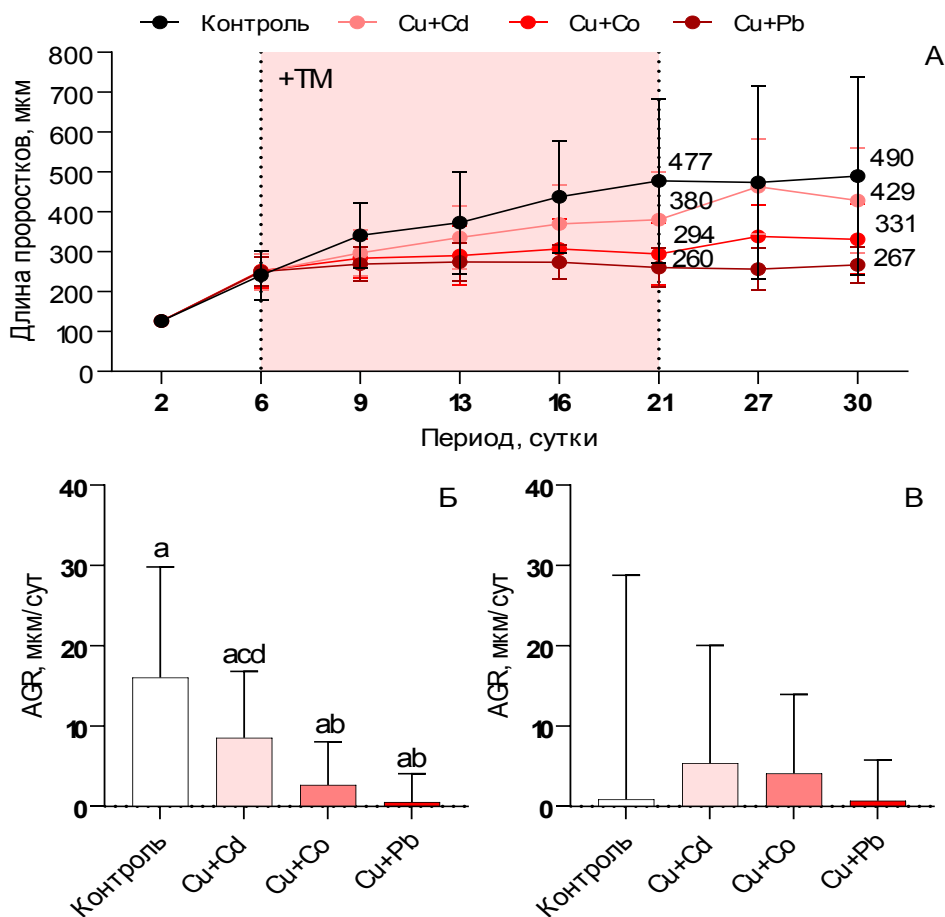 Контроль Cu+Cd Cu+Co Cu+Pb
А
Длина проростков, мкм
800
700
600
500
400
300
200
100
0
+ТМ
477
380
294
260
490
429
331
267
2 6 9 13 16 21 27 30
Период, сутки
Б
AGR, мкм/сут
40
30
20
10
0
a
acd
ab
ab
Контроль
Cu+Cd
Cu+Co
Cu+Pb
В
AGR, мкм/сут
40
30
20
10
0
Контроль
Cu+Cd
Cu+Co
Cu+Pb